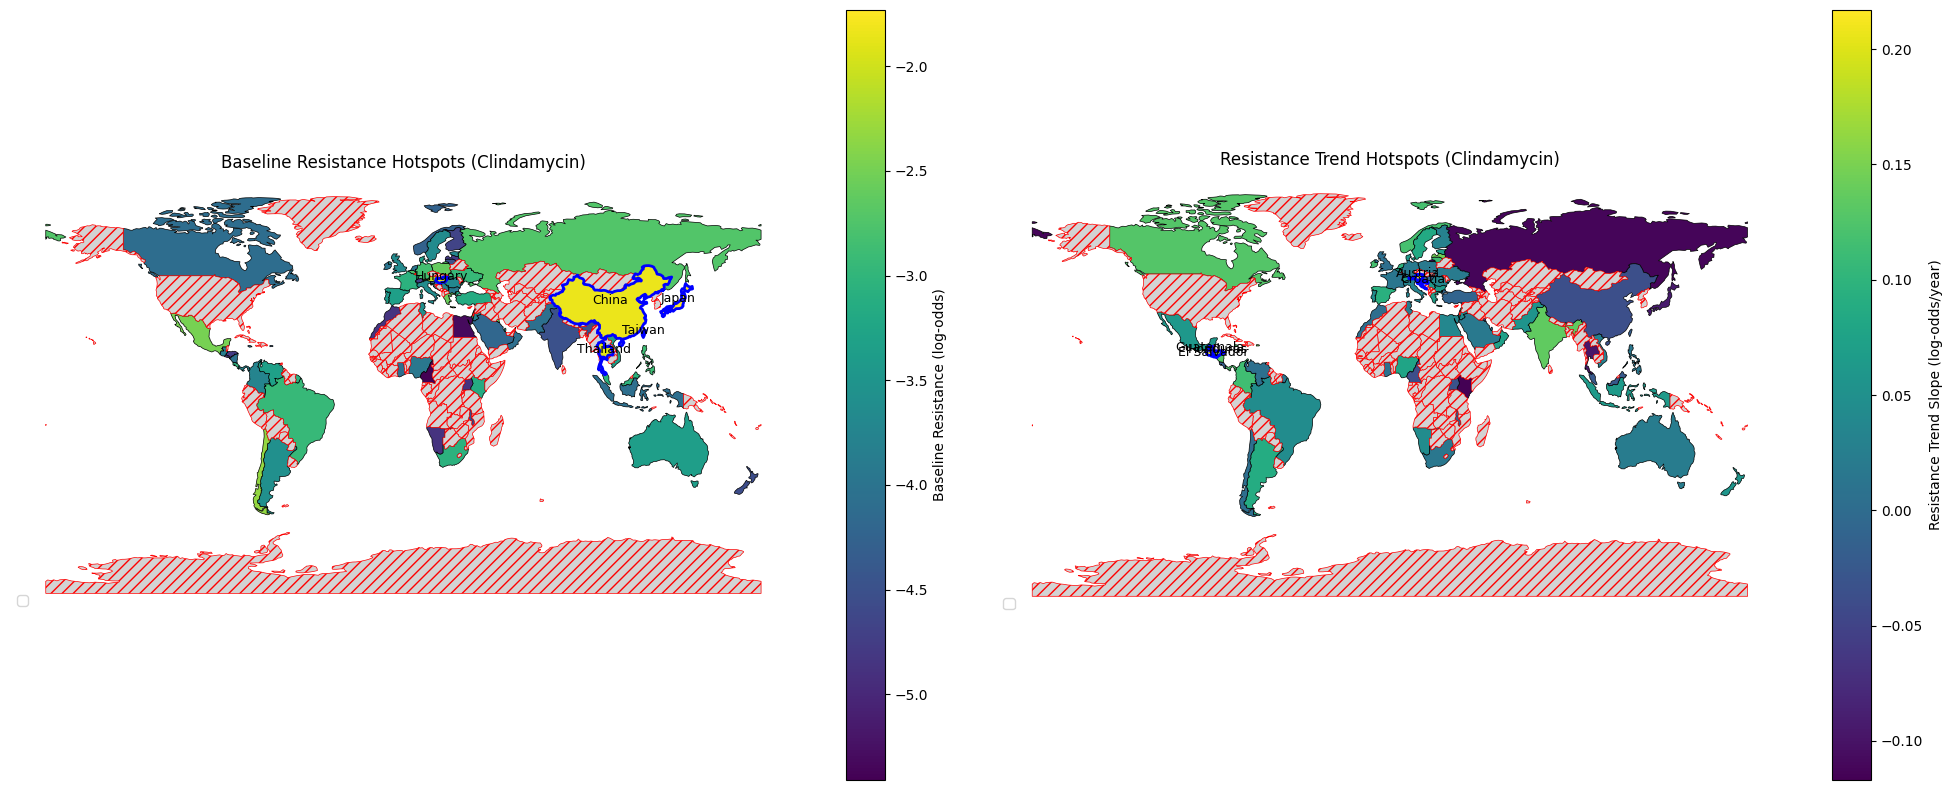 Baseline Resistance Hotspots (Clindamycin)
Hungary
China
Japan
Taiwan
Thailand
−2.0
−2.5
−3.0
−3.5
−4.0
−4.5
−5.0
Baseline Resistance (log-odds)
Resistance Trend Hotspots (Clindamycin)
Austria
Croatia
Guatemala
El Salvador
0.20
0.15
0.10
0.05
0.00
−0.05
−0.10
Resistance Trend Slope (log-odds/year)